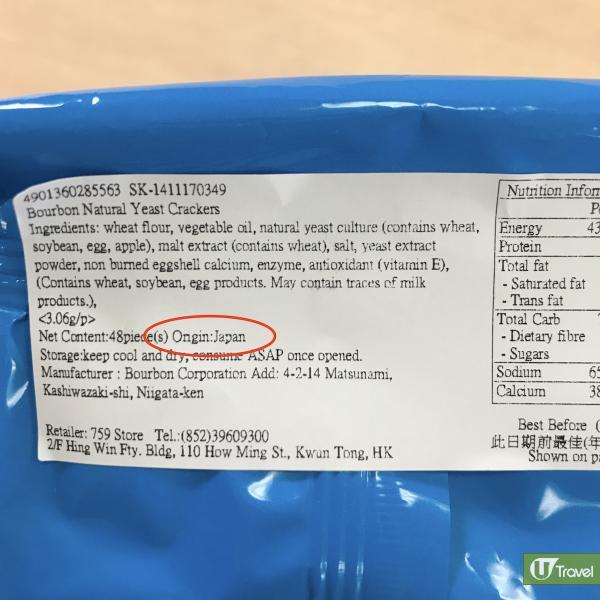 4901360285563 SK-1411170349
Bourbon Natural Yeast Crackers
Ingredients: wheat flour, vegetable oil, natural yeast culture (contains wheat,
soybean, egg, apple), malt extract (contains wheat), salt, yeast extract
powder, non burned eggshell calcium, enzyme, antioxidant (vitamin E),
(Contains wheat, soybean, egg products. May contain traces of milk
products.),
<3.06g/p>
Net Content:48piece(s) Origin:Japan
Storage:keep cool and dry, consume ASAP once opened.
Manufacturer : Bourbon Corporation Add: 4-2-14 Matsunami,
Kashiwazaki-shi, Niigata-ken
Retailer: 759 Store Tel.:(852)39609300
2/F Hing Win Fty. Bldg, 110 How Ming St., Kwun Tong, HK
Nutrition Infor
Energy 43
Protein
Total fat
- Saturated fat
- Trans fat
Total Carb
- Dietary fibre
- Sugars
Sodium 65
Calcium 38
Best Before (
此日期前最佳(年
Shown on p
U Travel